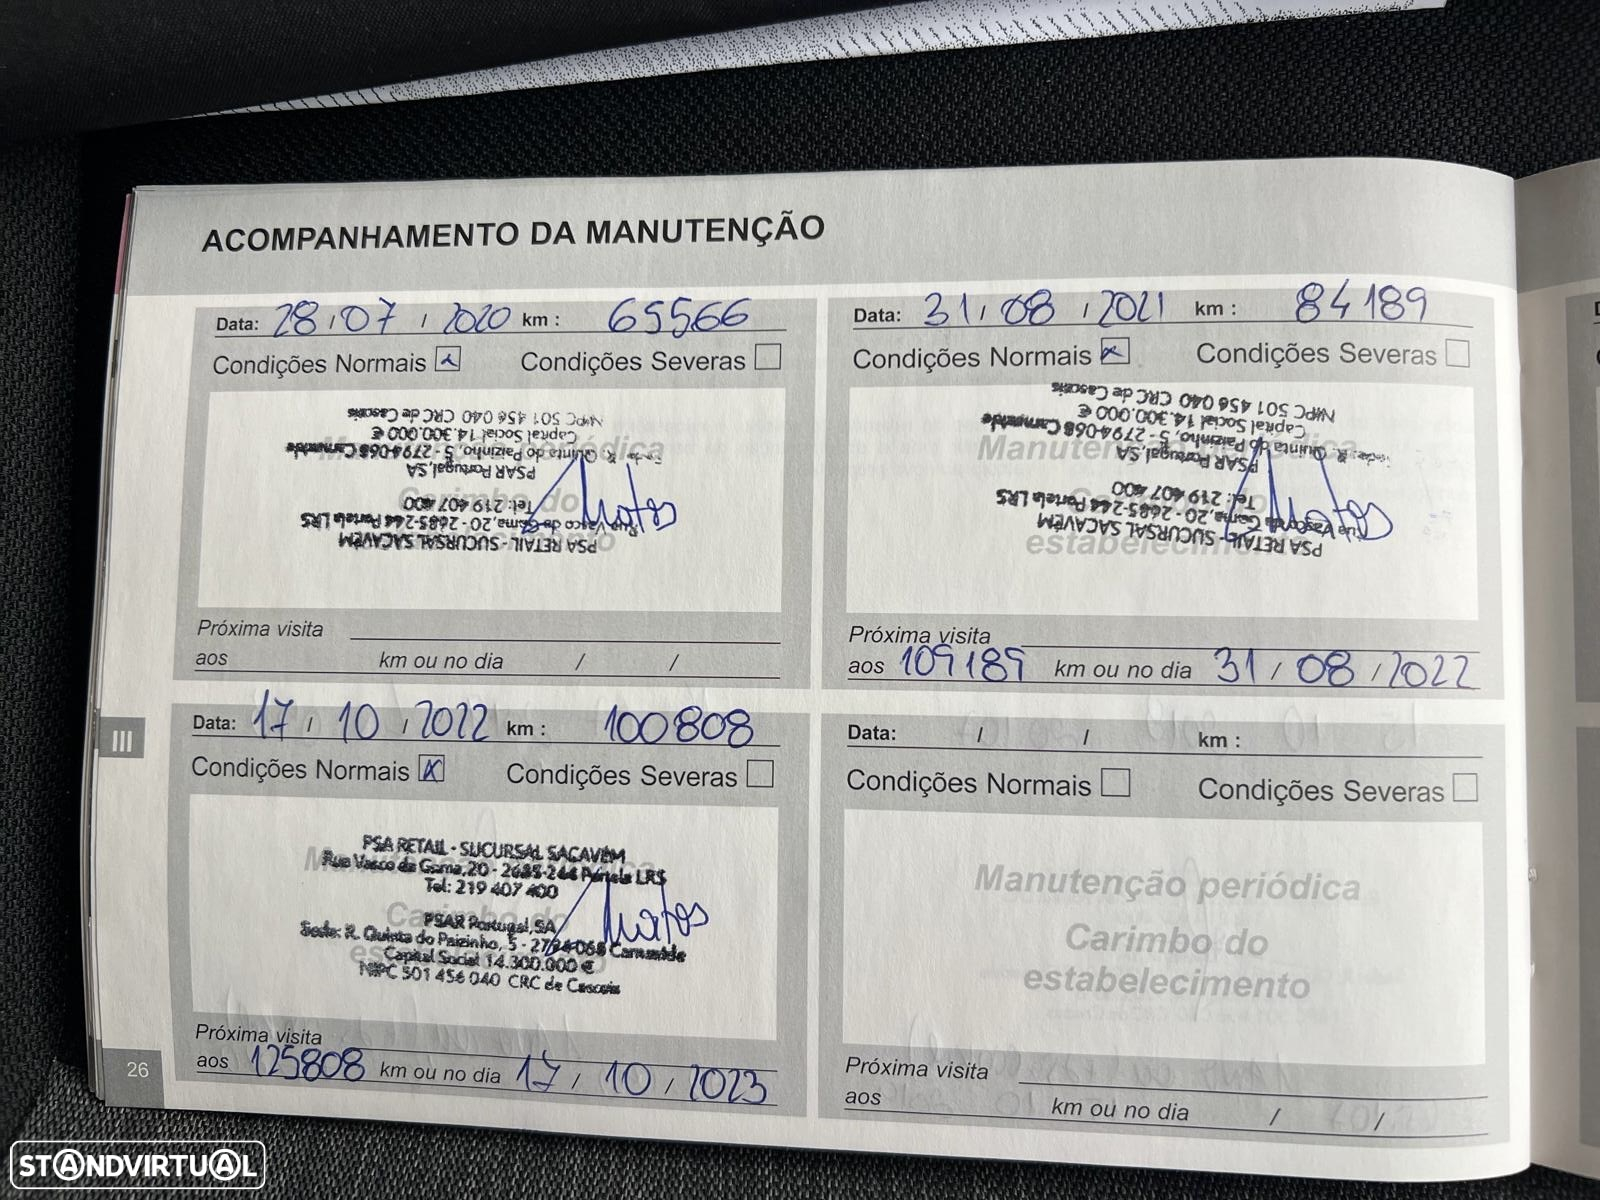 ACOMPANHAMENTO DA MANUTENÇÃO
Data: 28 / 07 / 2020 km : 65566
Condições Normais Condições Severas
PSA RETAIL - SUCURSAL SACAVÉM
Rua Vasco da Gama, 20 - 2685-244 Portela LRS
Tel: 219 407 400
PSAR Portugal, SA
Sede: R. Quinta do Paizinho, 5 - 2794-068 Carnaxide
Capital Social 14.300.000 €
NIPC 501 456 040 CRC de Cascais
Próxima visita
aos km ou no dia / /
Data: 31 / 08 / 2021 km : 84189
Condições Normais Condições Severas
Manutenção periódica
estabelecimento
PSA RETAIL - SUCURSAL SACAVÉM
Rua Vasco da Gama, 20 - 2685-244 Portela LRS
Tel: 219 407 400
PSAR Portugal, SA
Sede: R. Quinta do Paizinho, 5 - 2794-068 Carnaxide
Capital Social 14.300.000 €
NIPC 501 456 040 CRC de Cascais
Próxima visita
aos 109189 km ou no dia 31 / 08 / 2022
Data: 17 / 10 / 2022 km : 100808
Condições Normais Condições Severas
PSA RETAIL - SUCURSAL SACAVÉM
Rua Vasco da Gama, 20 - 2685-244 Portela LRS
Tel: 219 407 400
PSAR Portugal, SA
Sede: R. Quinta do Paizinho, 5 - 2794-068 Carnaxide
Capital Social 14.300.000 €
NIPC 501 456 040 CRC de Cascais
Próxima visita
aos 125808 km ou no dia 17 / 10 / 2023
Data: / / km :
Condições Normais Condições Severas
Manutenção periódica
Carimbo do
estabelecimento
Próxima visita
aos km ou no dia / /
III
26
STANDVIRTUAL